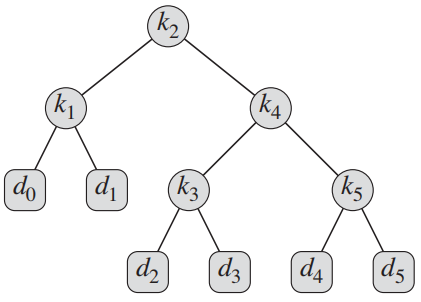 k₂
k₁ k₄
d₀ d₁ k₃ k₅
d₂ d₃ d₄ d₅